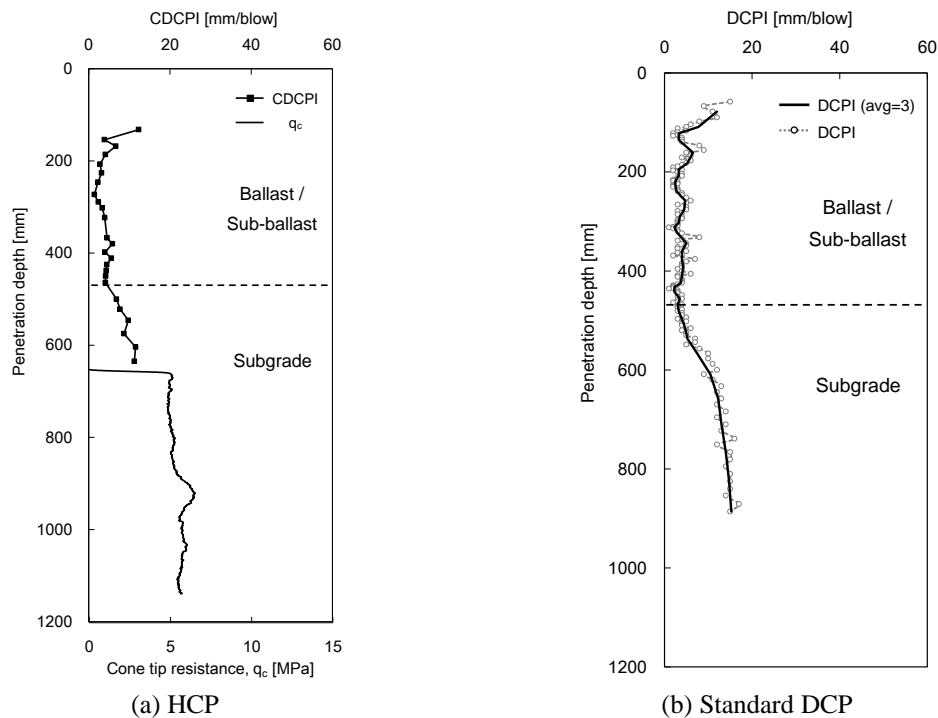 CDCPI [mm/blow]
0 20 40 60
0
200
400
600
800
1000
1200
Penetration depth [mm]
CDCPI
qc
Ballast /
Sub-ballast
Subgrade
0 5 10 15
Cone tip resistance, qc [MPa]
(a) HCP
DCPI [mm/blow]
0 20 40 60
0
200
400
600
800
1000
1200
Penetration depth [mm]
DCPI (avg=3)
DCPI
Ballast /
Sub-ballast
Subgrade
(b) Standard DCP